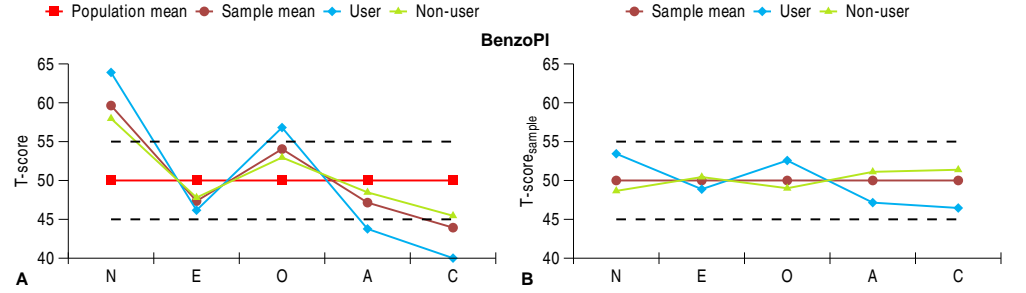 Population mean Sample mean User Non-user
Sample mean User Non-user
BenzoPI
T-score
65
60
55
50
45
40
N E O A C
A
T-score sample
65
60
55
50
45
40
N E O A C
B